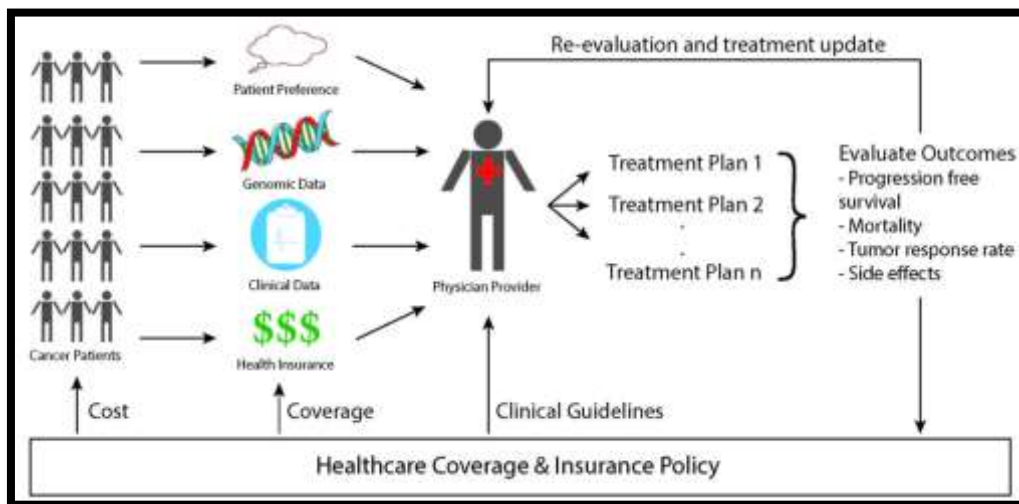 Re-evaluation and treatment update
Patient Preference
Genomic Data
Clinical Data
$$$
Health Insurance
Cancer Patients
Physician Provider
Treatment Plan 1
Treatment Plan 2
.
.
Treatment Plan n
Evaluate Outcomes
- Progression free
survival
- Mortality
- Tumor response rate
- Side effects
Cost
Coverage
Clinical Guidelines
Healthcare Coverage & Insurance Policy